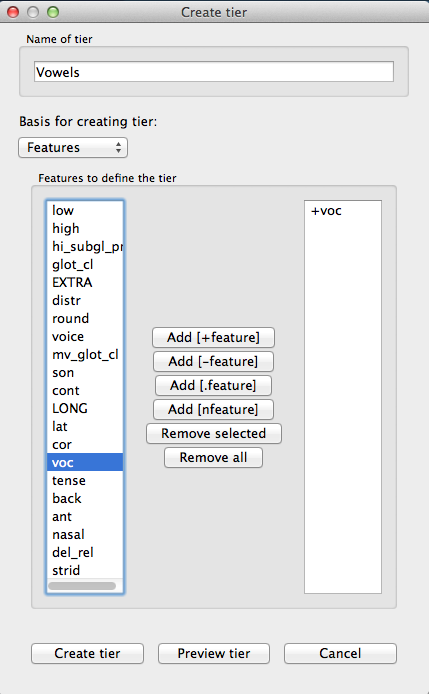 Create tier
Name of tier
Vowels
Basis for creating tier:
Features
Features to define the tier
low
high
hi_subgl_pr
glot_cl
EXTRA
distr
round
voice
mv_glot_cl
son
cont
LONG
lat
cor
voc
tense
back
ant
nasal
del_rel
strid
Add [+feature]
Add [-feature]
Add [.feature]
Add [nfeature]
Remove selected
Remove all
+voc
Create tier
Preview tier
Cancel